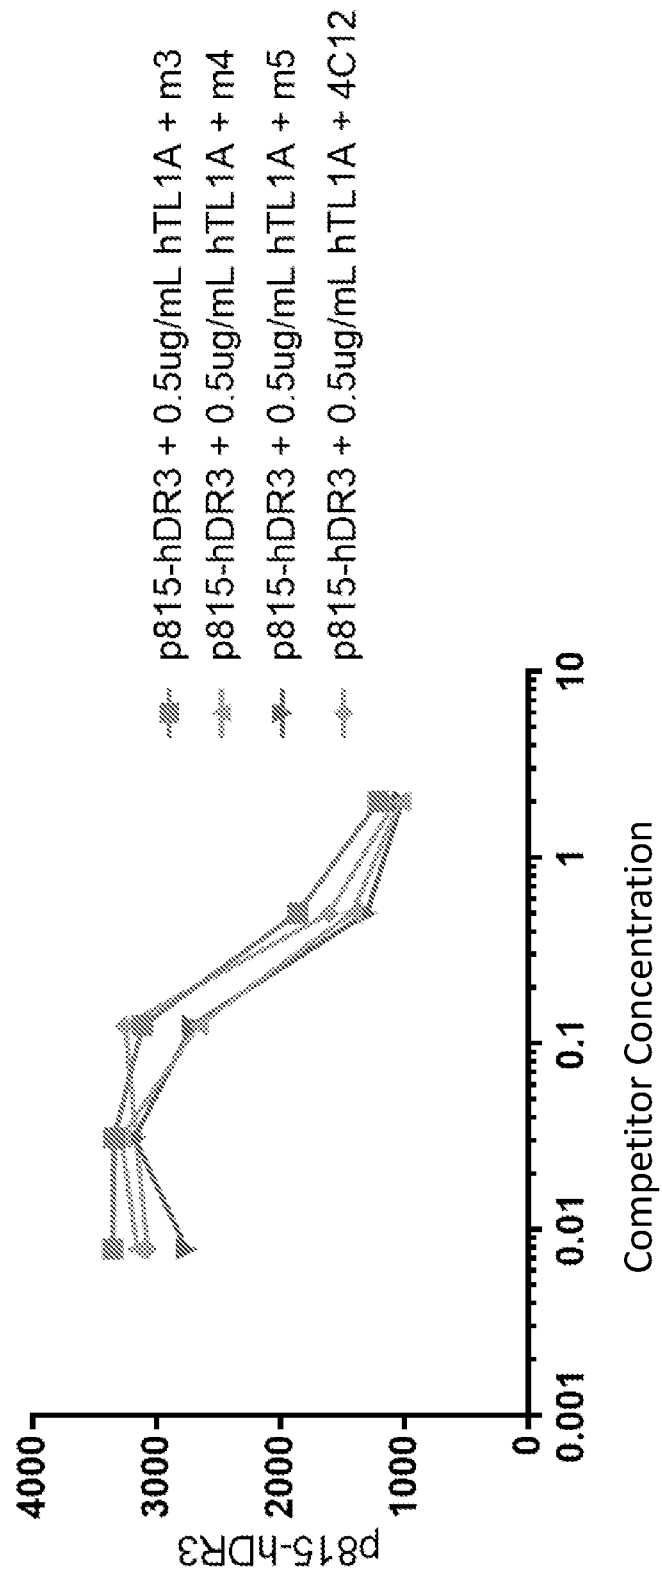 p815-hDR3
4000
3000
2000
1000
0
0.001
0.01
0.1
1
10
Competitor Concentration
p815-hDR3 + 0.5ug/mL hTL1A + m3
p815-hDR3 + 0.5ug/mL hTL1A + m4
p815-hDR3 + 0.5ug/mL hTL1A + m5
p815-hDR3 + 0.5ug/mL hTL1A + 4C12